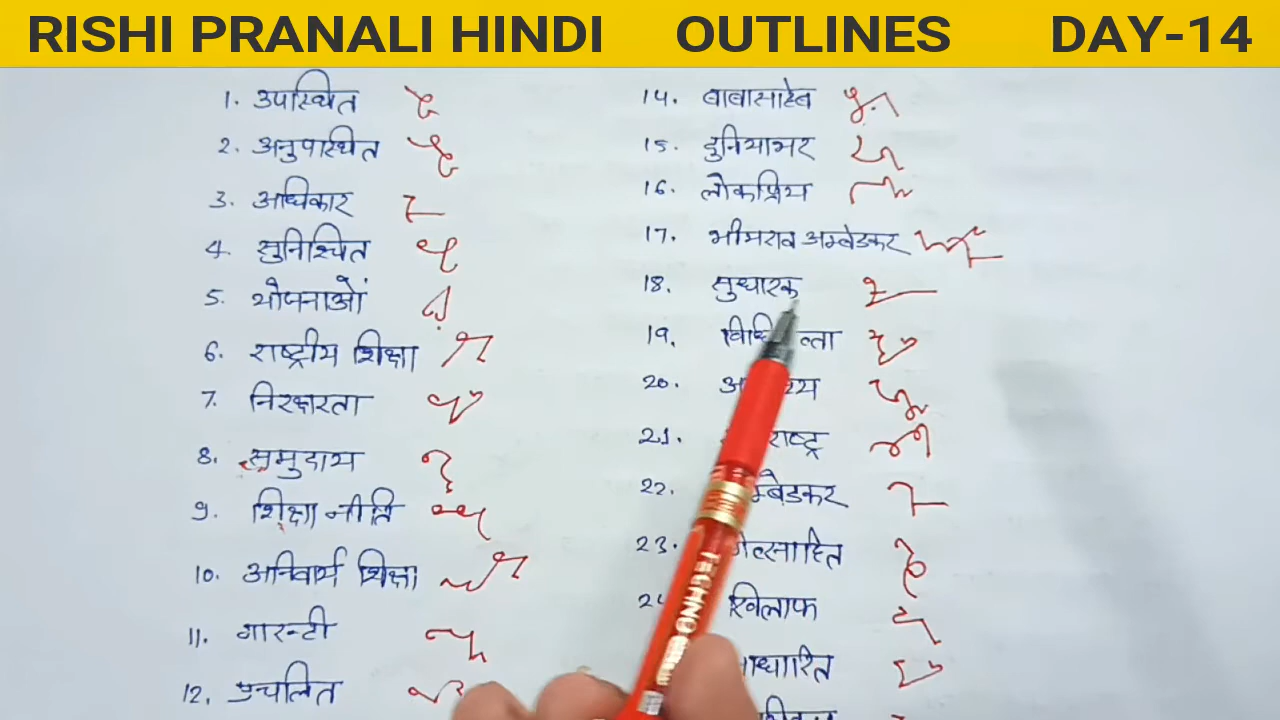 RISHI PRANALI HINDI OUTLINES DAY-14
1. उपस्थित
2. अनुपस्थित
3. अधिकार
4. सुनिश्चित
5. योजनाओं
6. राष्ट्रीय शिक्षा
7. निरक्षरता
8. समुदाय
9. शिक्षा नीति
10. अनिवार्य शिक्षा
11. गारन्टी
12. प्रचलित
14. बाबासाहेब
15. दुनियाभर
16. लोकप्रिय
17. भीमराव अम्बेडकर
18. सुधारक
19.
20.
21.
22.
23.
TECHNO